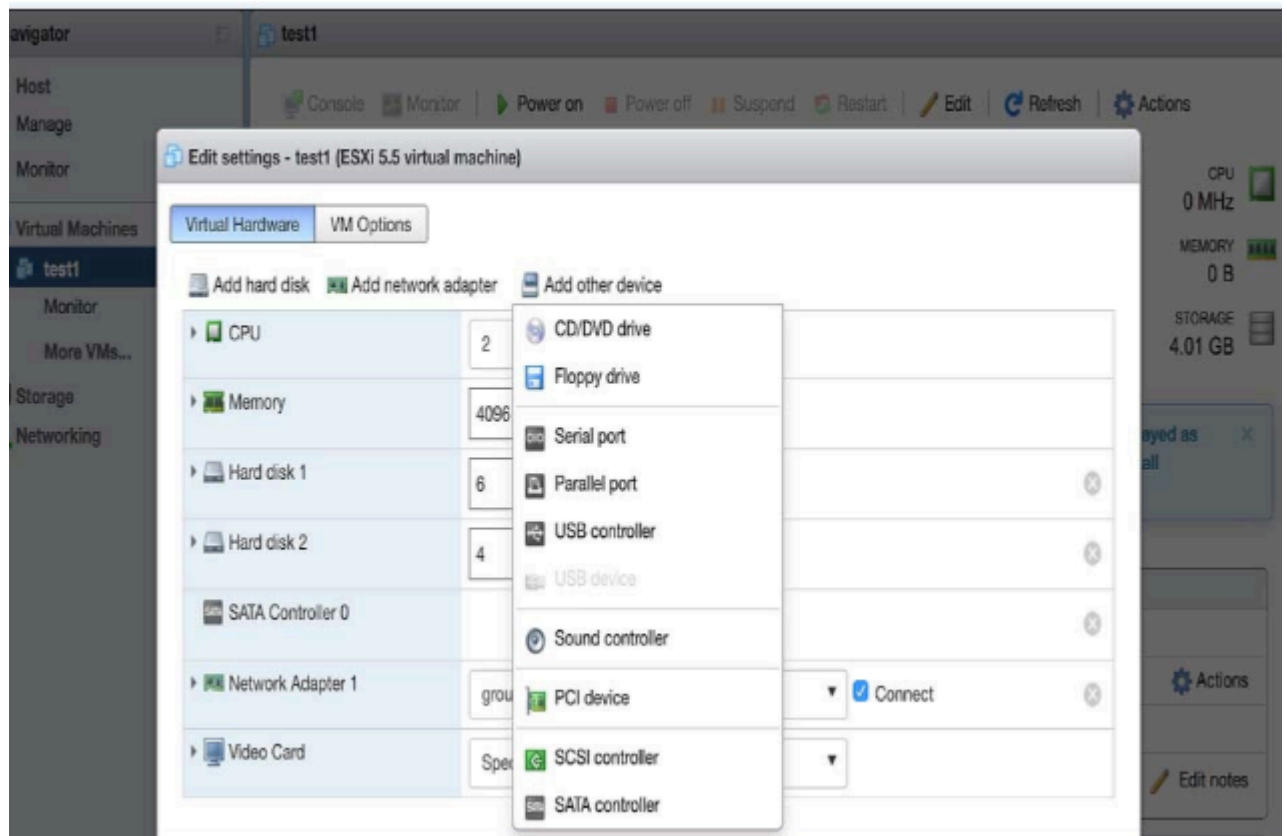 avigator
test1
Host
Manage
Monitor
Console Monitor Power on Power off Suspend Restart Edit Refresh Actions
Edit settings - test1 (ESXi 5.5 virtual machine)
CPU
0 MHz
Virtual Machines
Virtual Hardware VM Options
MEMORY
0 B
test1
Add hard disk Add network adapter Add other device
Monitor
STORAGE
4.01 GB
More VMs...
CPU 2
CD/DVD drive
Floppy drive
Storage
Memory 4096
Networking
Serial port
ayed as
all
Hard disk 1 6
Parallel port
USB controller
Hard disk 2 4
USB device
SATA Controller 0
Sound controller
Network Adapter 1 grou
PCI device
Connect
Actions
Video Card Spec
SCSI controller
Edit notes
SATA controller